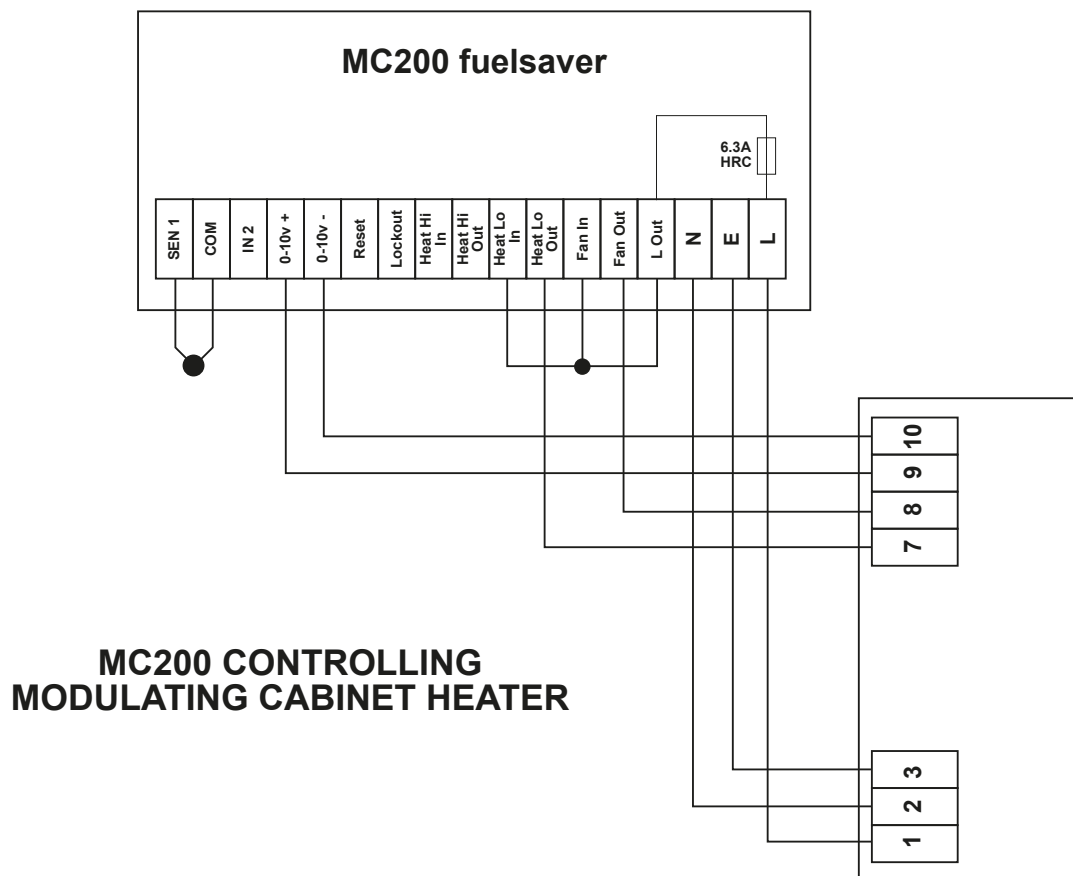 MC200 fuelsaver
6.3A
HRC
SEN 1
COM
IN 2
0-10v +
0-10v -
Reset
Lockout
Heat Hi
In
Heat Hi
Out
Heat Lo
In
Heat Lo
Out
Fan In
Fan Out
L Out
N
E
L
10
9
8
7
MC200 CONTROLLING
MODULATING CABINET HEATER
3
2
1